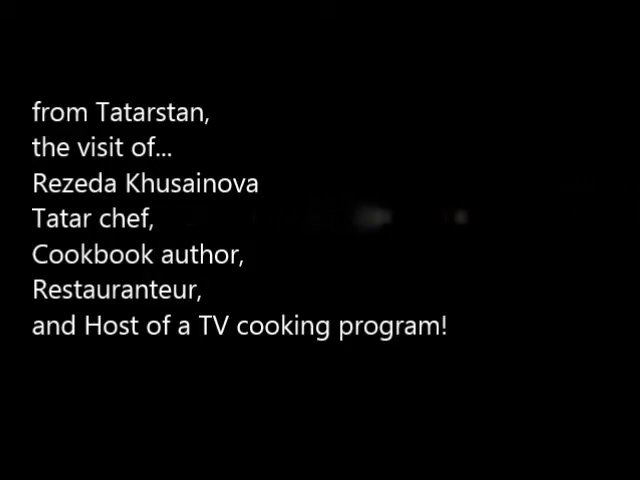 from Tatarstan,
the visit of...
Rezeda Khusainova
Tatar chef,
Cookbook author,
Restauranteur,
and Host of a TV cooking program!